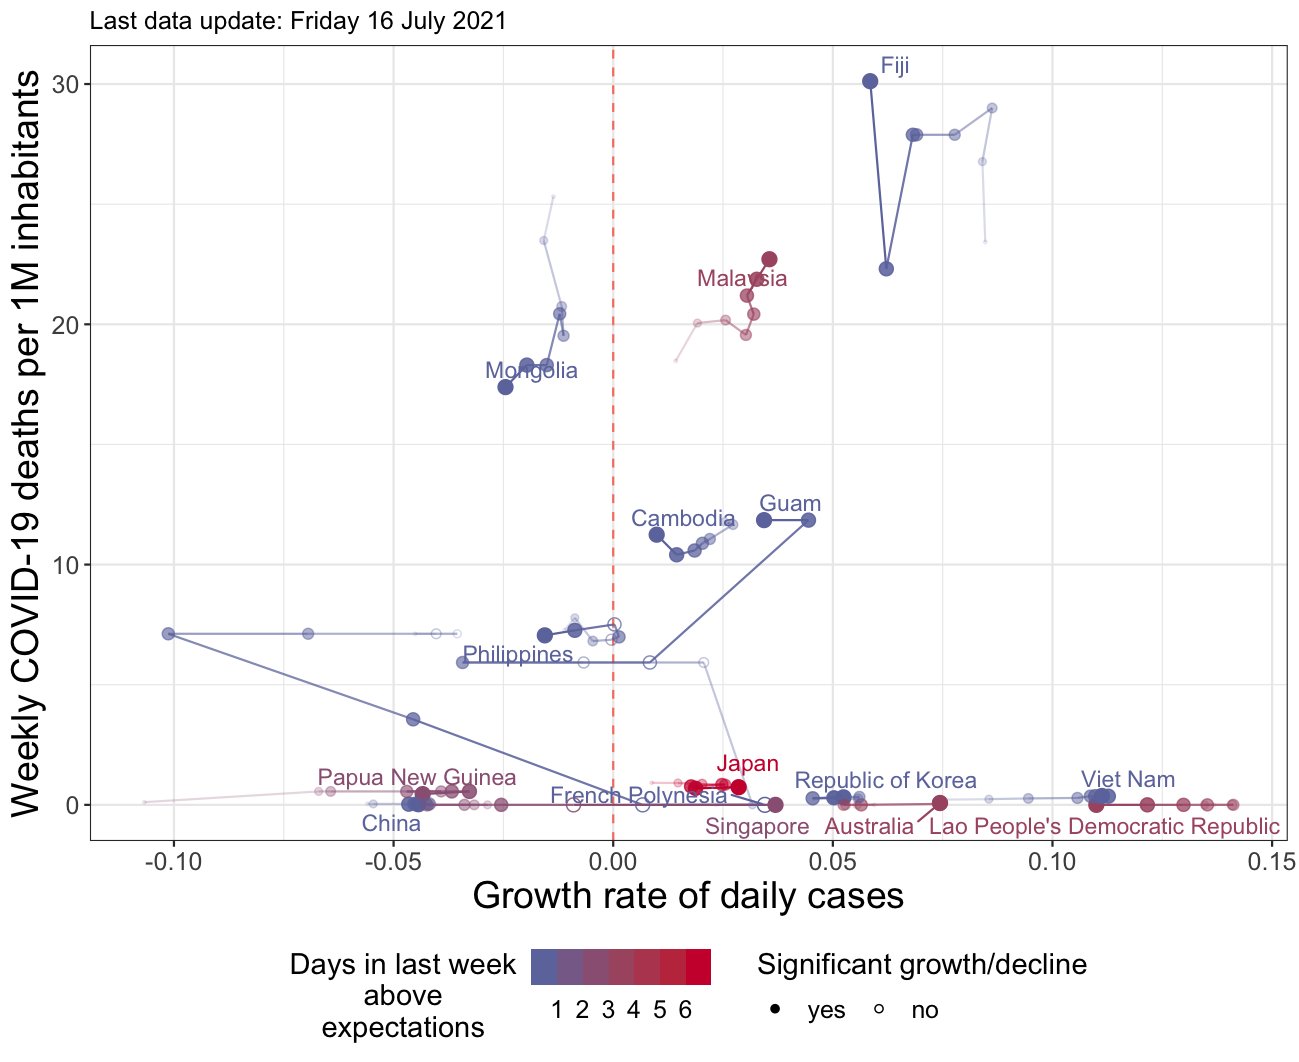 Last data update: Friday 16 July 2021
Weekly COVID-19 deaths per 1M inhabitants
30
20
10
0
Fiji
Malaysia
Mongolia
Guam
Cambodia
Philippines
Japan
Papua New Guinea
Republic of Korea
Viet Nam
French Polynesia
China
Singapore
Australia
Lao People's Democratic Republic
-0.10
-0.05
0.00
0.05
0.10
0.15
Growth rate of daily cases
Days in last week
above
expectations
1 2 3 4 5 6
Significant growth/decline
yes
no